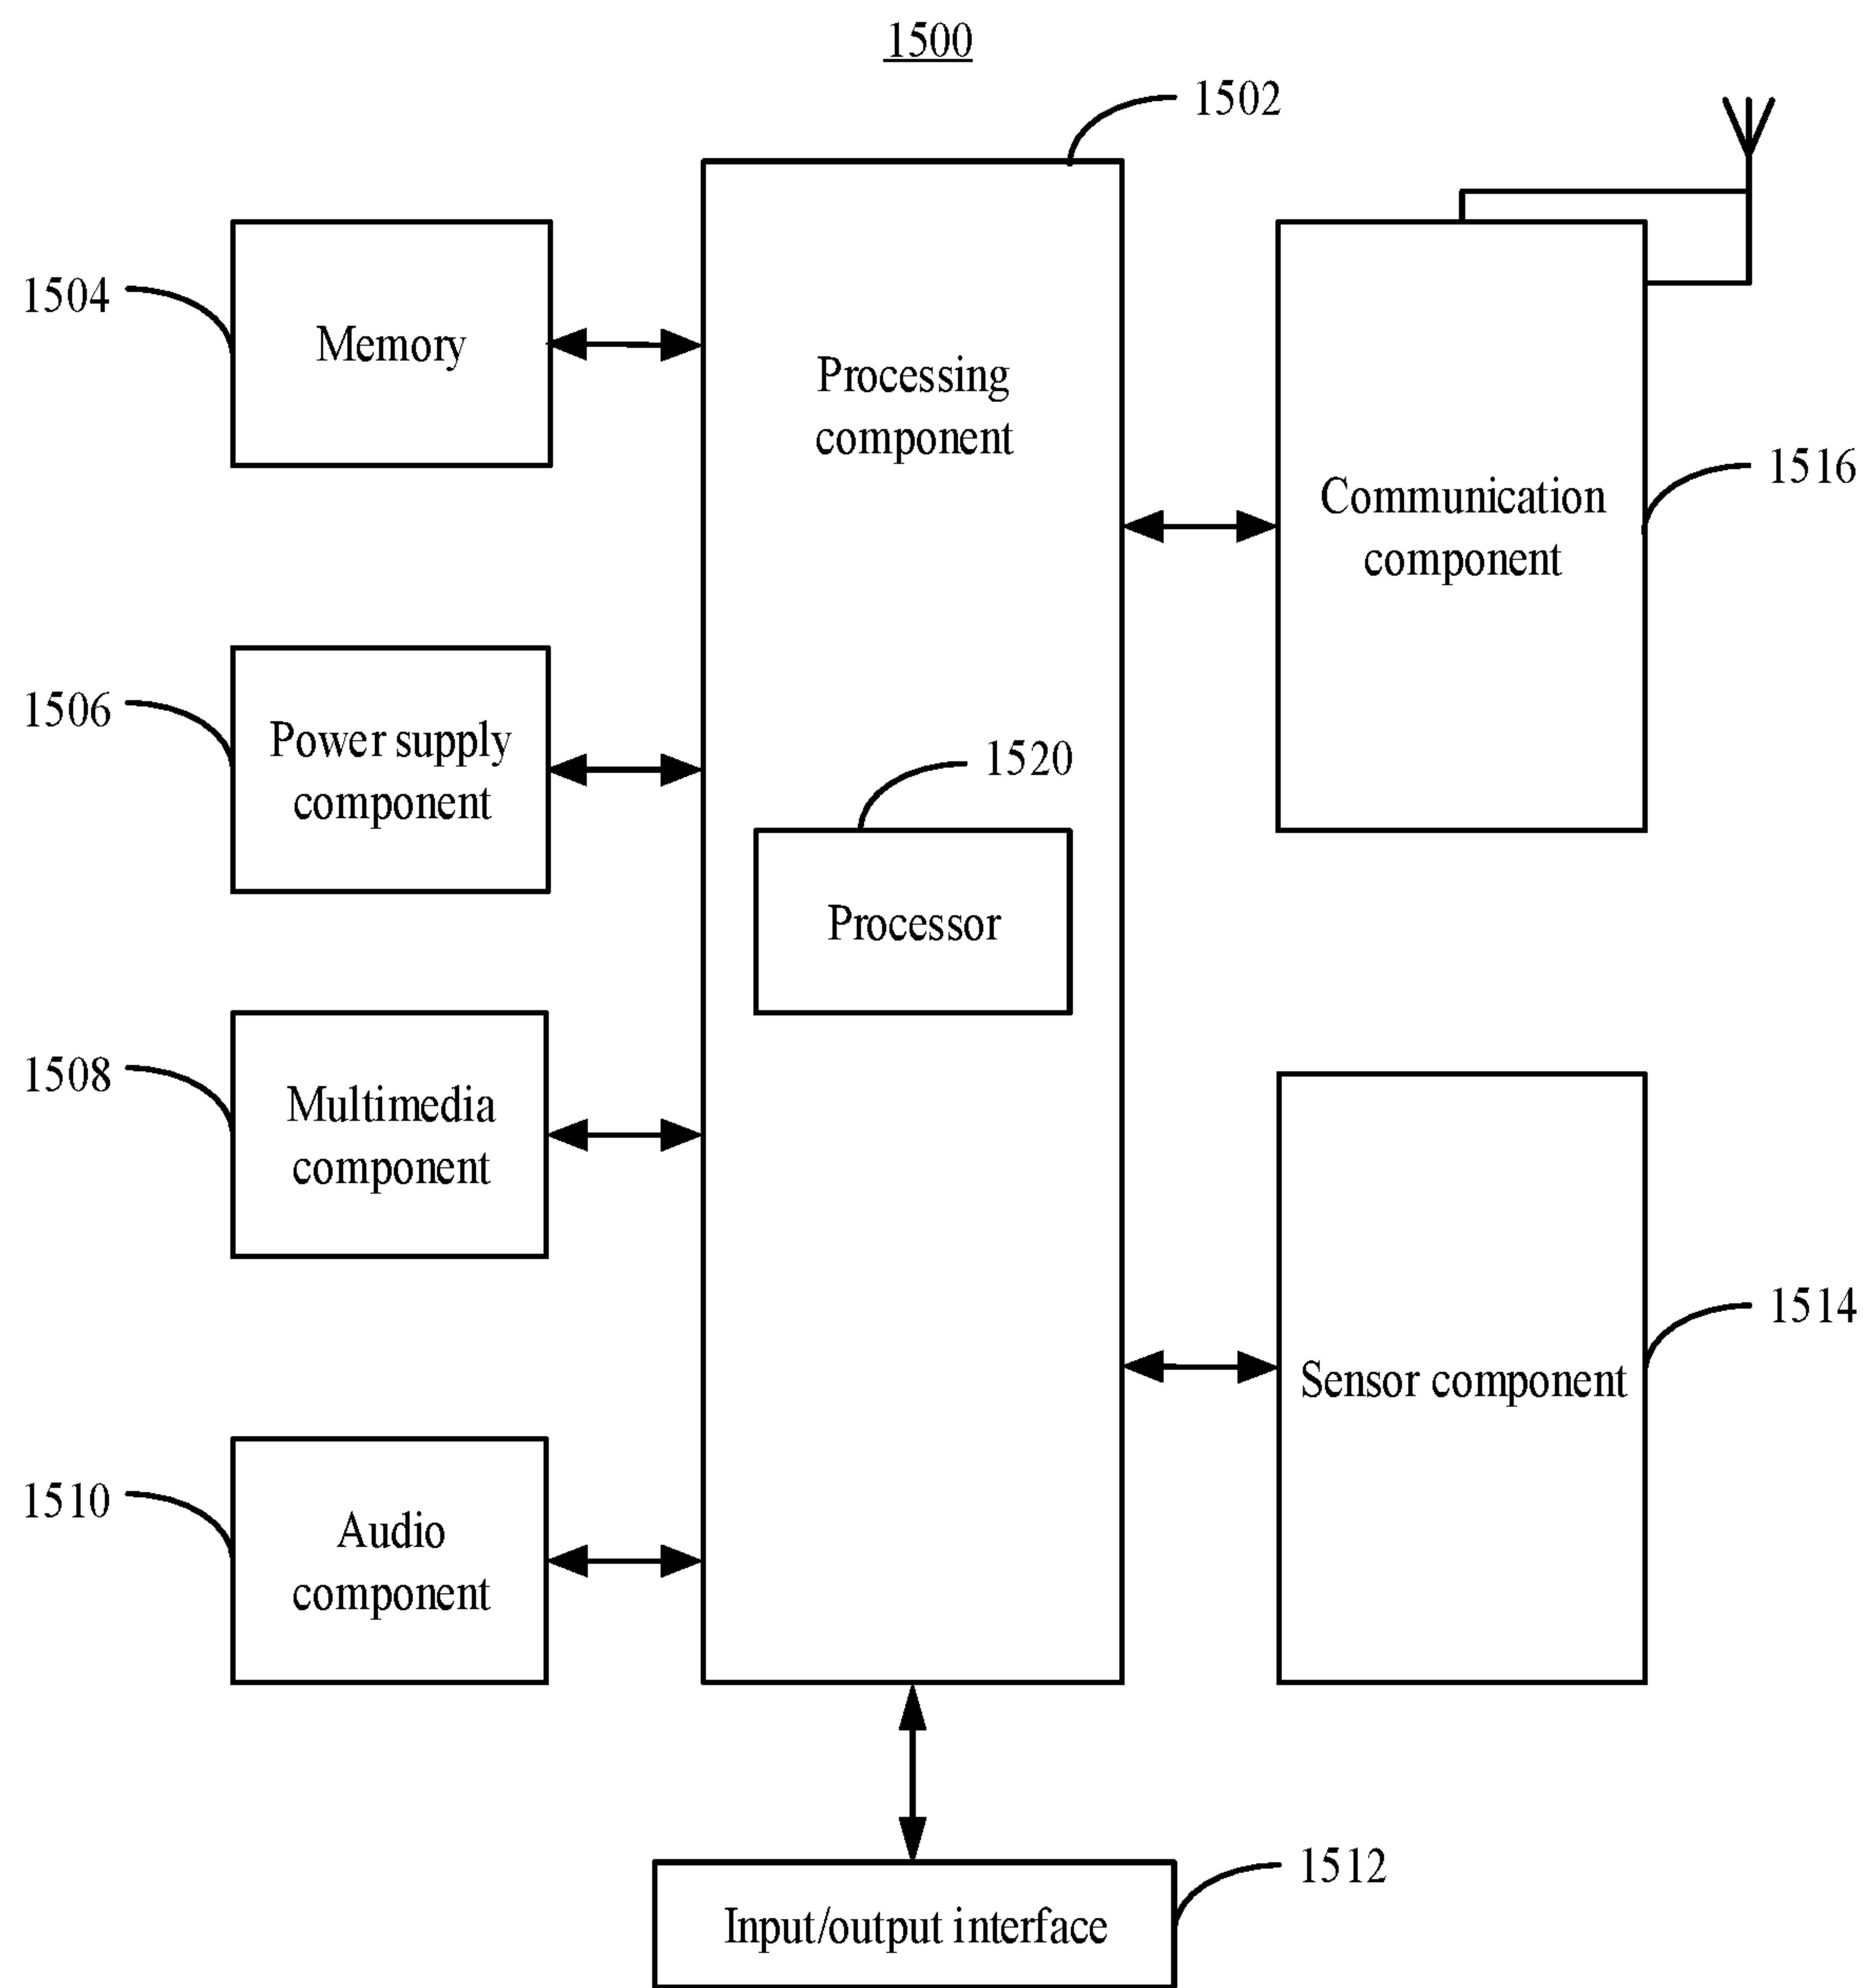 1500
1502
1504
Memory
Processing
component
Communication
component
1516
1506
Power supply
component
1520
Processor
1508
Multimedia
component
1514
Sensor component
1510
Audio
component
1512
Input/output interface